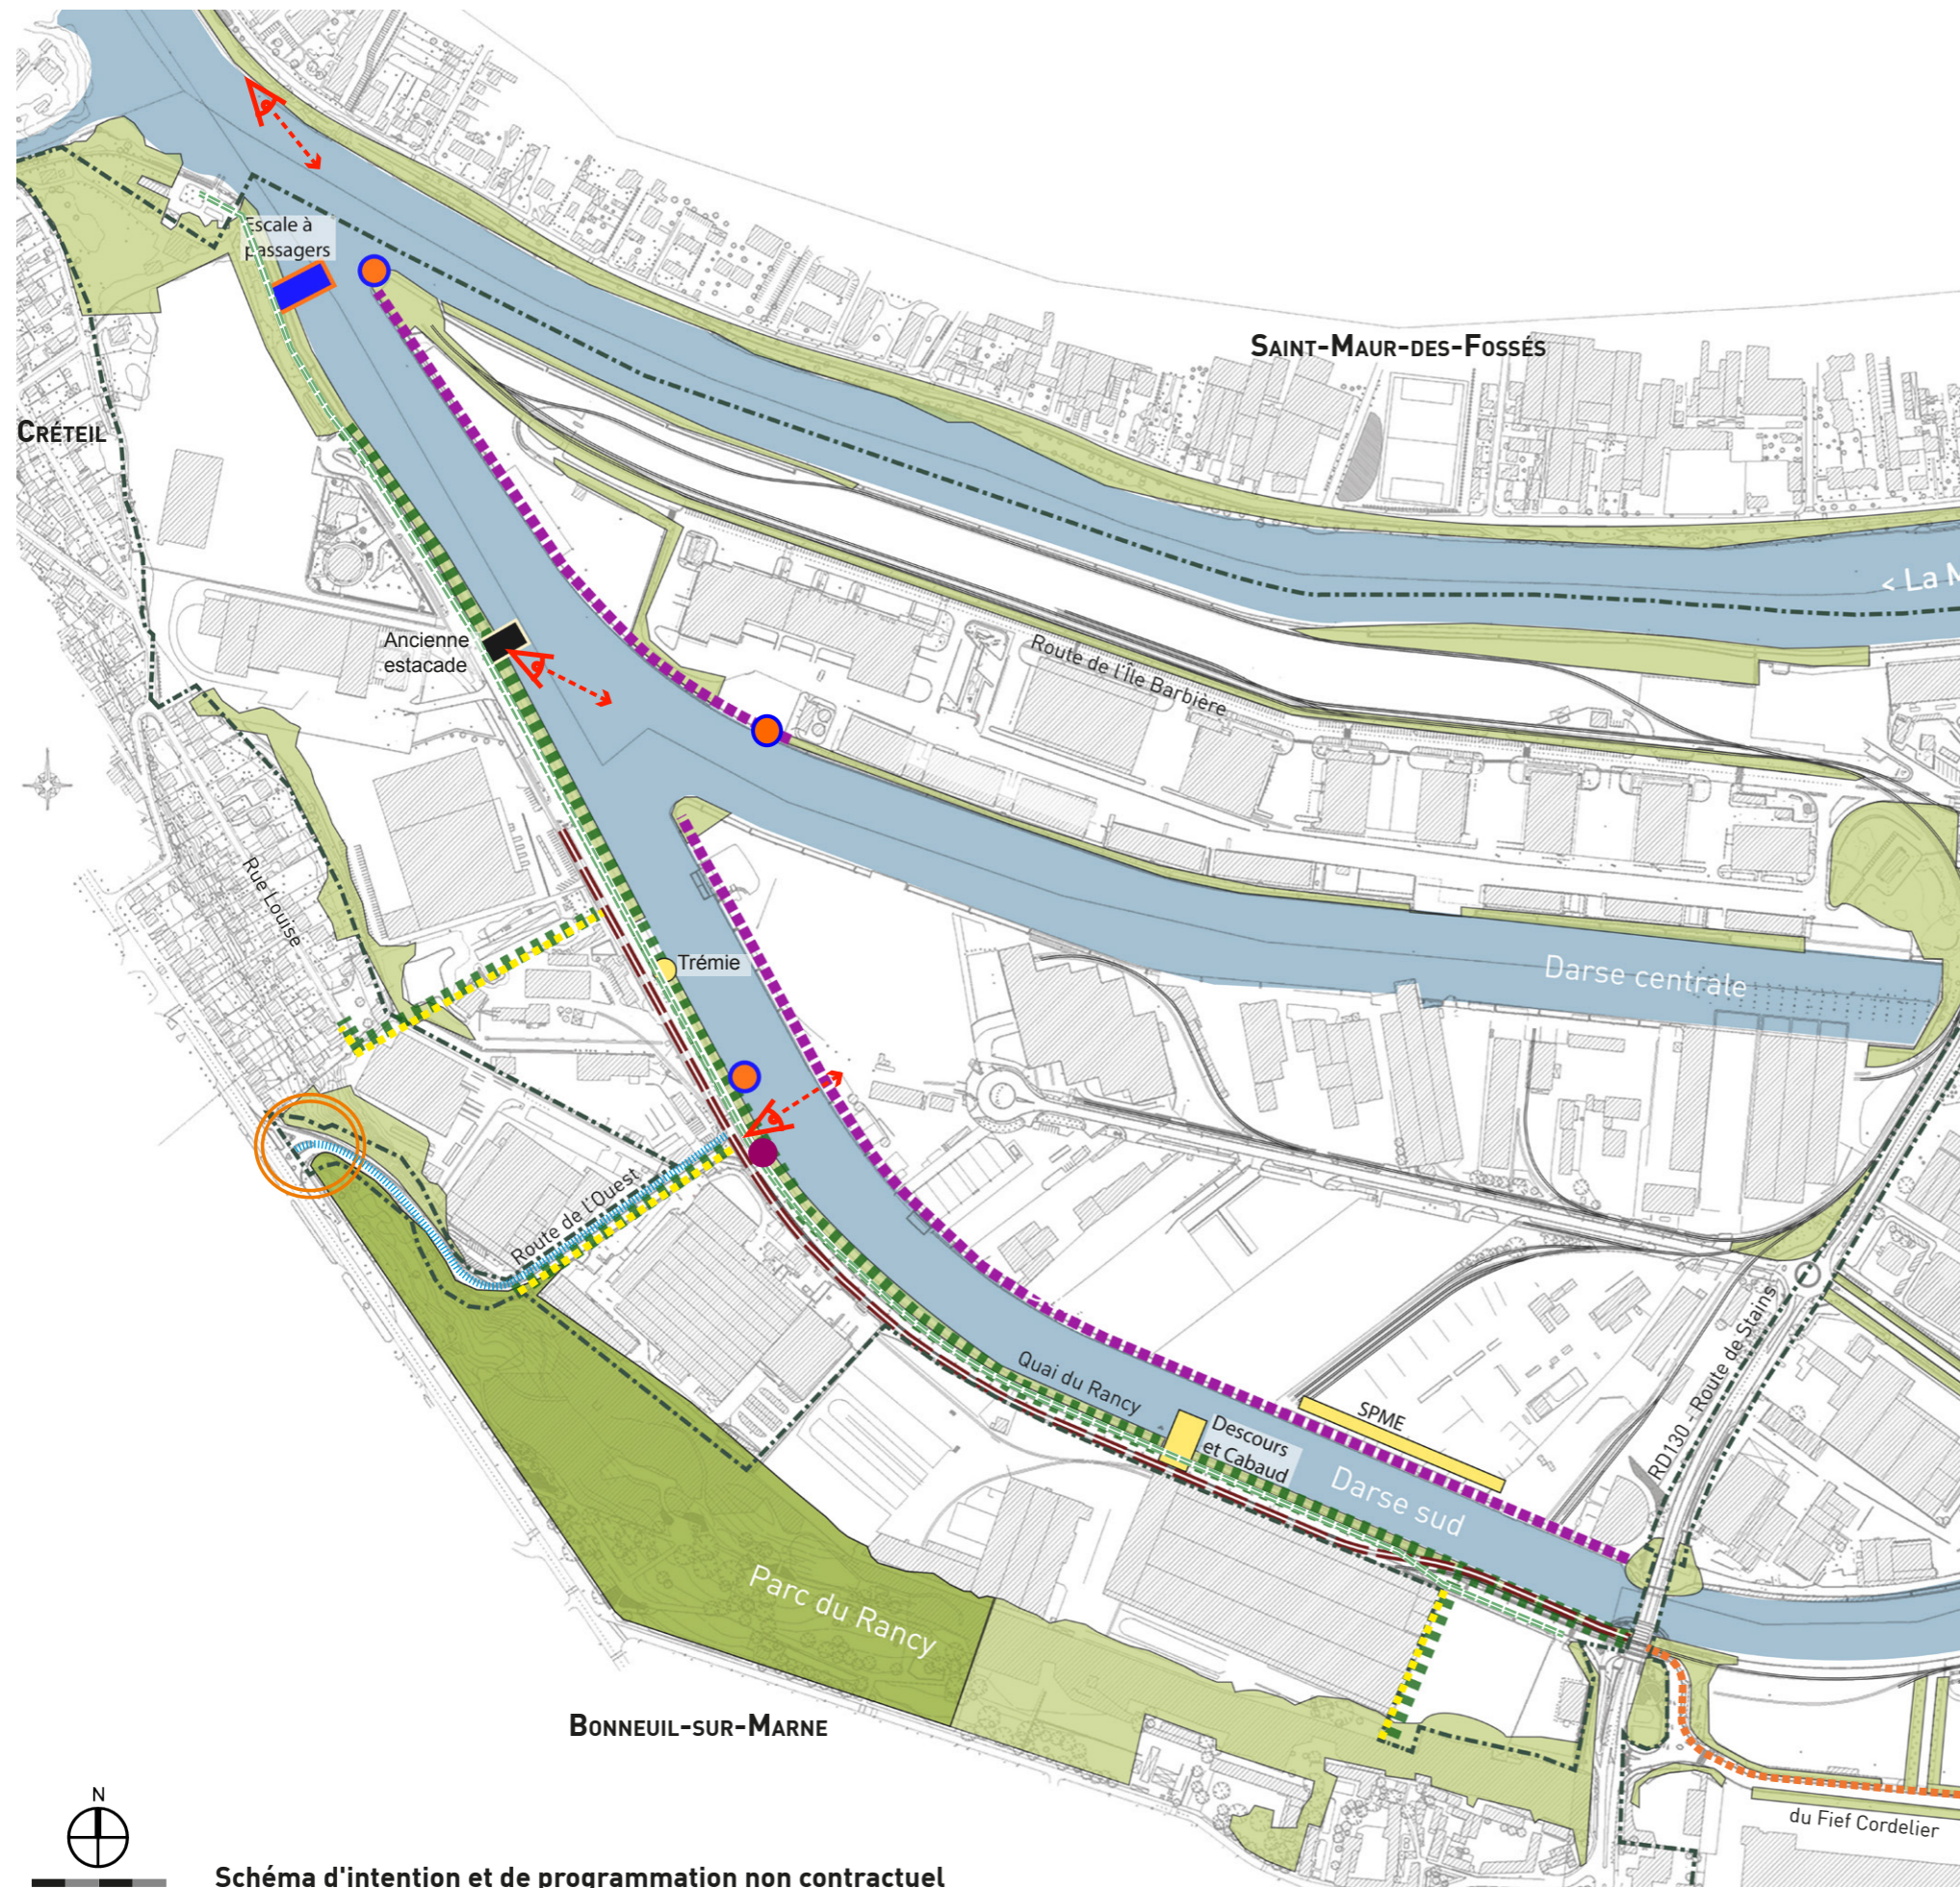 Escale à
passagers
SAINT-MAUR-DES-FOSSÉS
CRÉTEIL
< La M
Ancienne
estacade
Route de l'Île Barbière
Rue Louise
Trémie
Darse centrale
Route de L'Ouest
Quai du Rancy
SPME
Descours
et Cabaud
Darse sud
RD130 - Route de Stains
Parc du Rancy
BONNEUIL-SUR-MARNE
du Fief Cordelier
N
Schéma d'intention et de programmation non contractuel